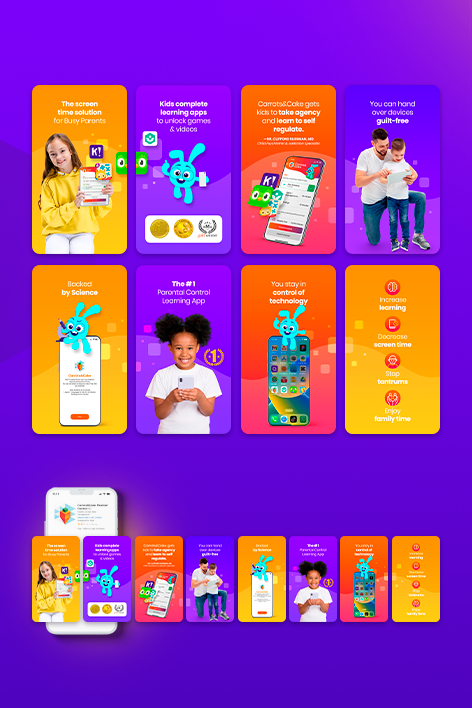 The screen
time solution
for Busy Parents
K!
Kids complete
learning apps
to unlock games
& videos
Carrots&Cake gets
kids to take agency
and learn to self
regulate.
You can hand
over devices
guilt-free
Backed
by Science
The #1
Parental Control
Learning App
1
You stay in
control of
technology
Increase
learning
Decrease
screen time
Stop
tantrums
Enjoy
family time
The screen
time solution
for Busy Parents
K!
Kids complete
learning apps
to unlock games
& videos
Carrots&Cake gets
kids to take agency
and learn to self
regulate.
You can hand
over devices
guilt-free
Backed
by Science
The #1
Parental Control
Learning App
You stay in
control of
technology
Increase
learning
Decrease
screen time
Stop
tantrums
Enjoy
family time